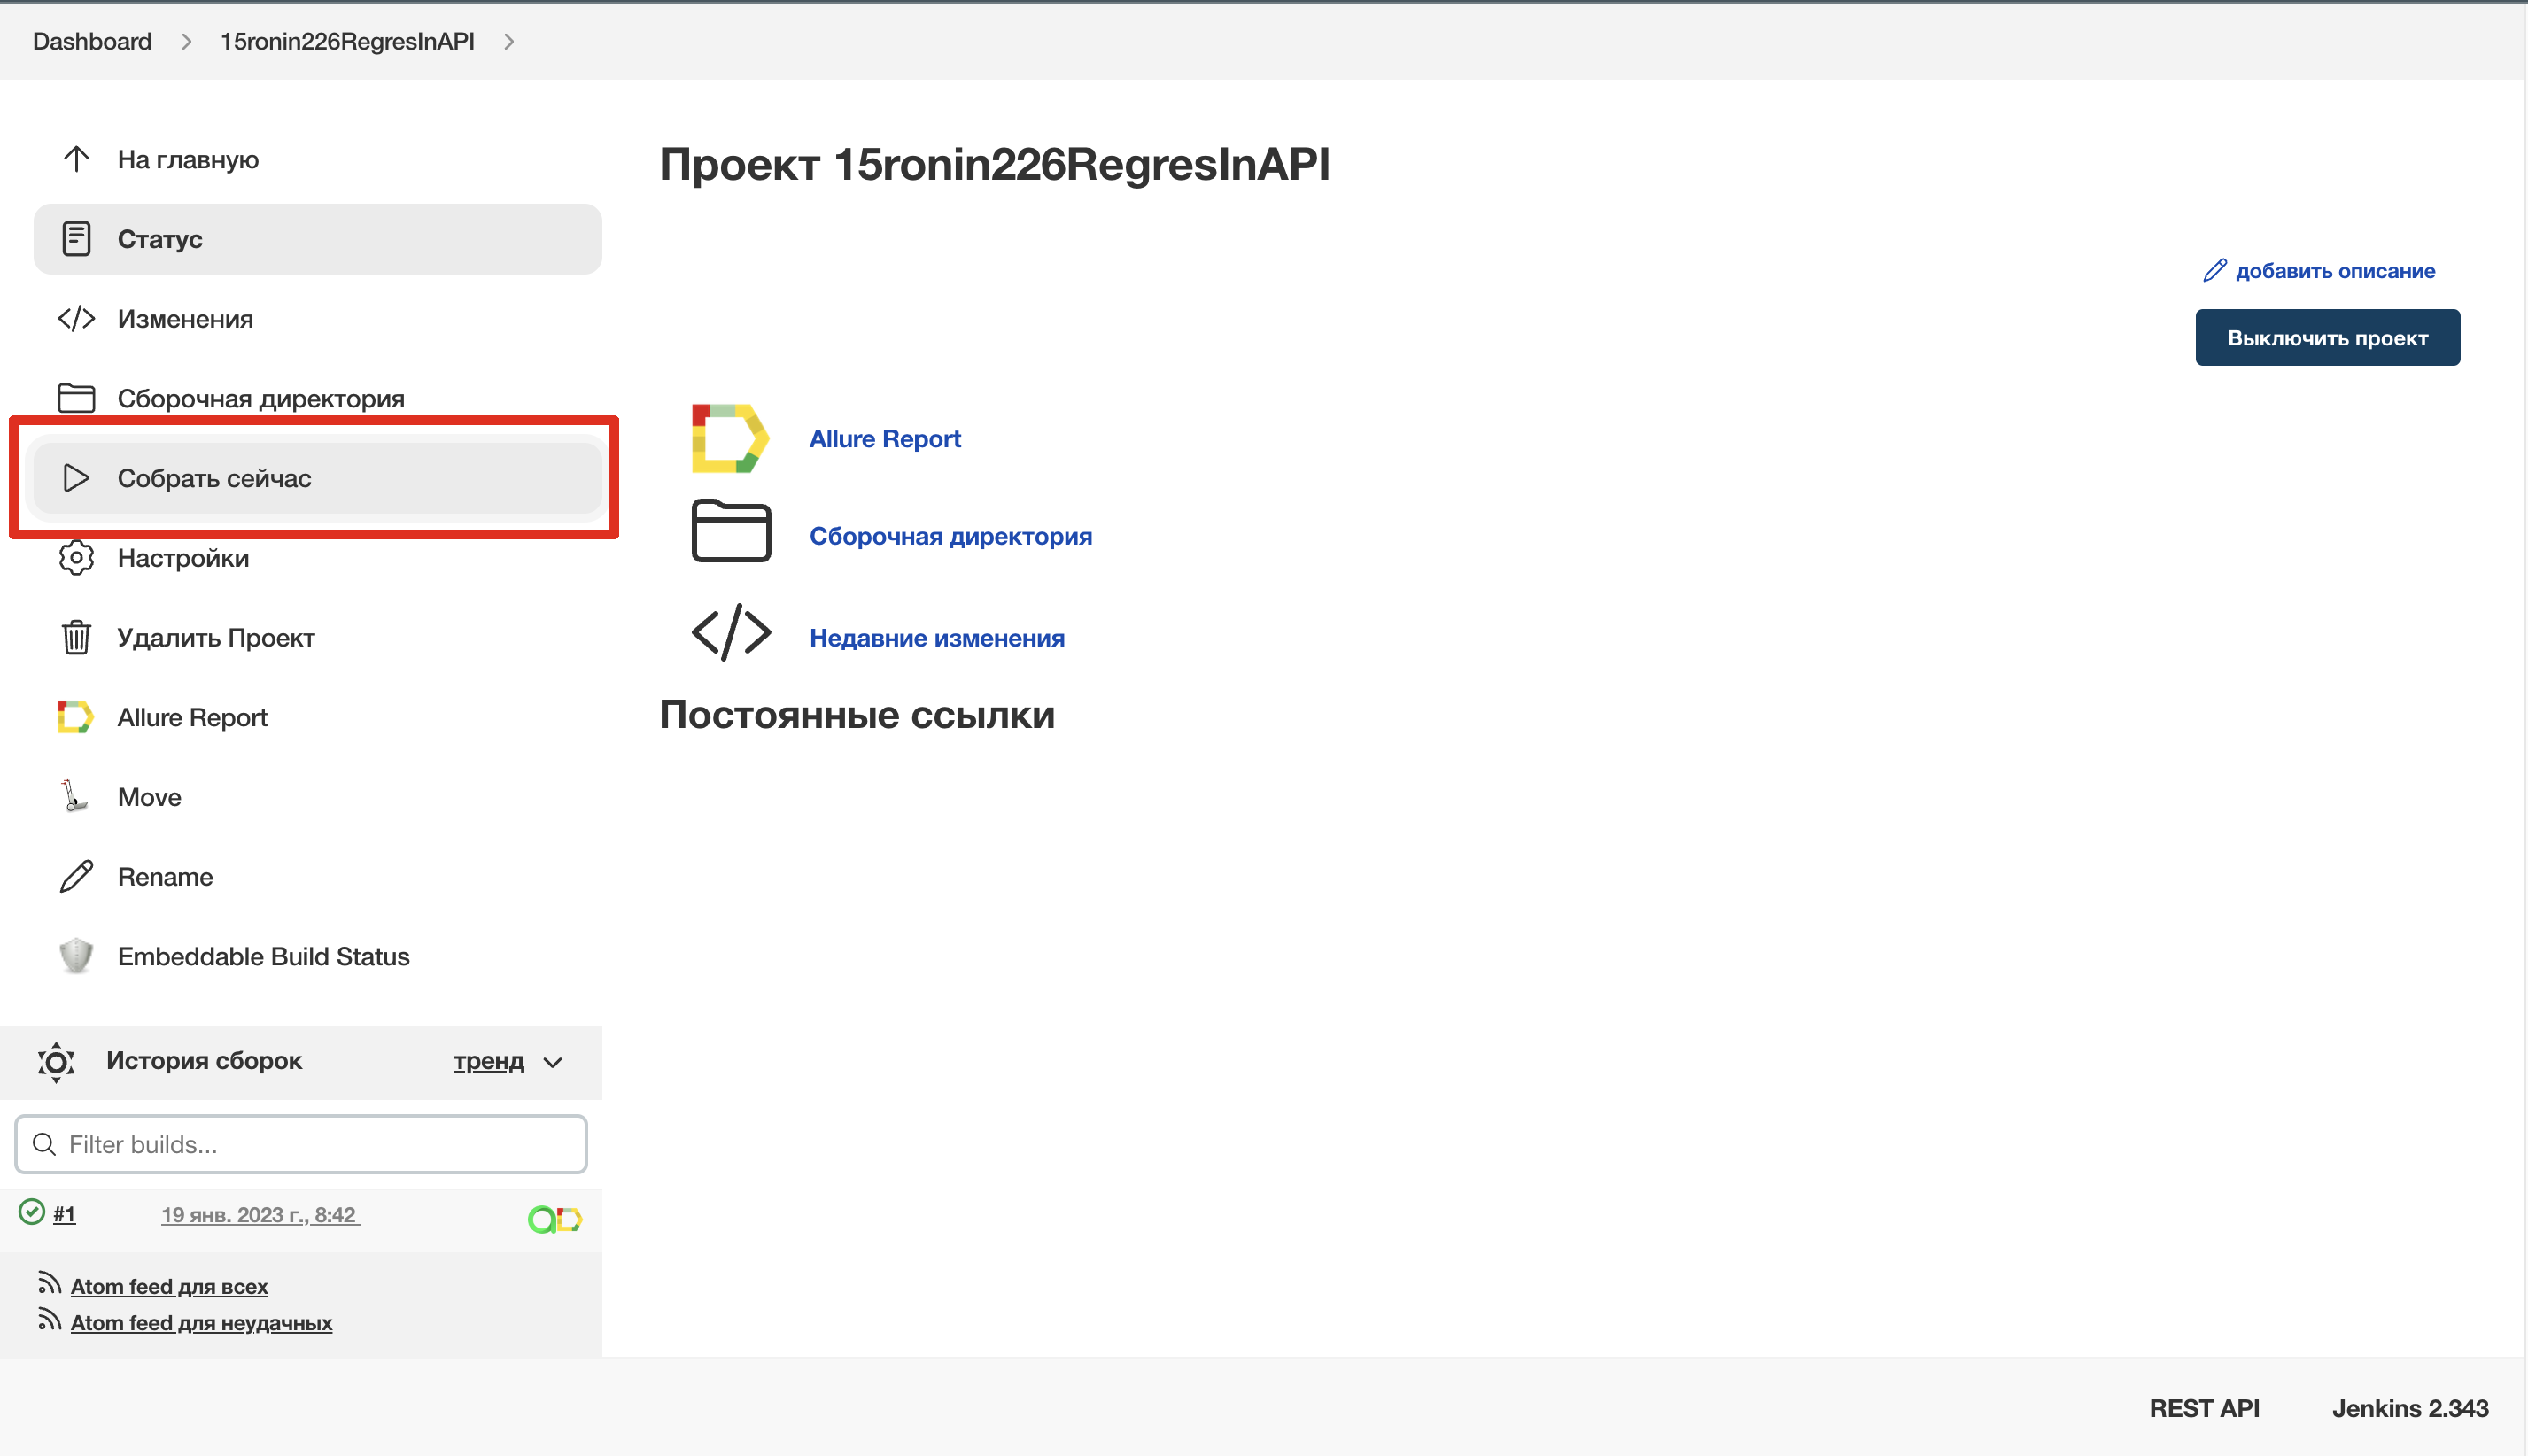 Dashboard
15ronin226RegresInAPI
На главную
Статус
Изменения
Сборочная директория
Собрать сейчас
Настройки
Удалить Проект
Allure Report
Move
Rename
Embeddable Build Status
История сборок
тренд
Filter builds...
#1
19 янв. 2023 г., 8:42
Atom feed для всех
Atom feed для неудачных
Проект 15ronin226RegresInAPI
добавить описание
Выключить проект
Allure Report
Сборочная директория
Недавние изменения
Постоянные ссылки
REST API
Jenkins 2.343